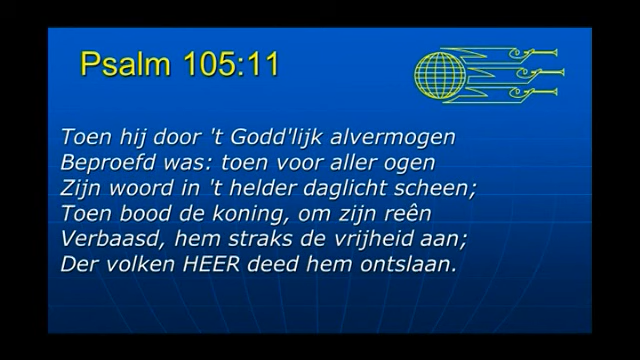 Psalm 105:11
Toen hij door 't Godd'lijk alvermogen
Beproefd was: toen voor aller ogen
Zijn woord in 't helder daglicht scheen;
Toen bood de koning, om zijn reên
Verbaasd, hem straks de vrijheid aan;
Der volken HEER deed hem ontslaan.